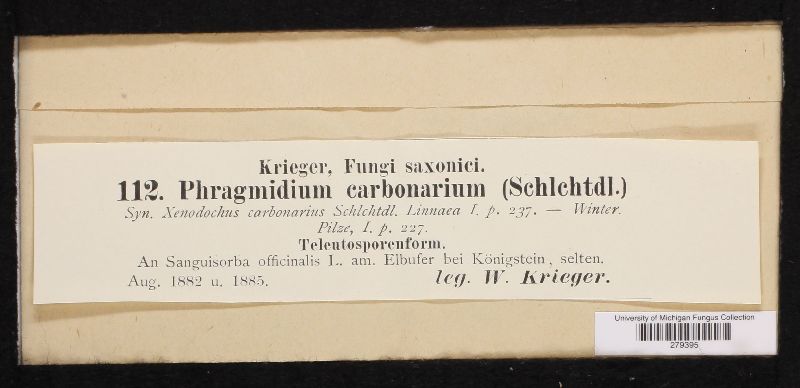 Krieger, Fungi saxonici.
112. Phragmidium carbonarium (Schlchtdl.)
Syn. Xenodochus carbonarius Schlchtdl. Linnaea I. p. 237. — Winter.
Pilze, I. p. 227.
Teleutosporenform.
An Sanguisorba officinalis L. am. Elbufer bei Königstein, selten.
Aug. 1882 u. 1885. leg. W. Krieger.
University of Michigan Fungus Collection
279395